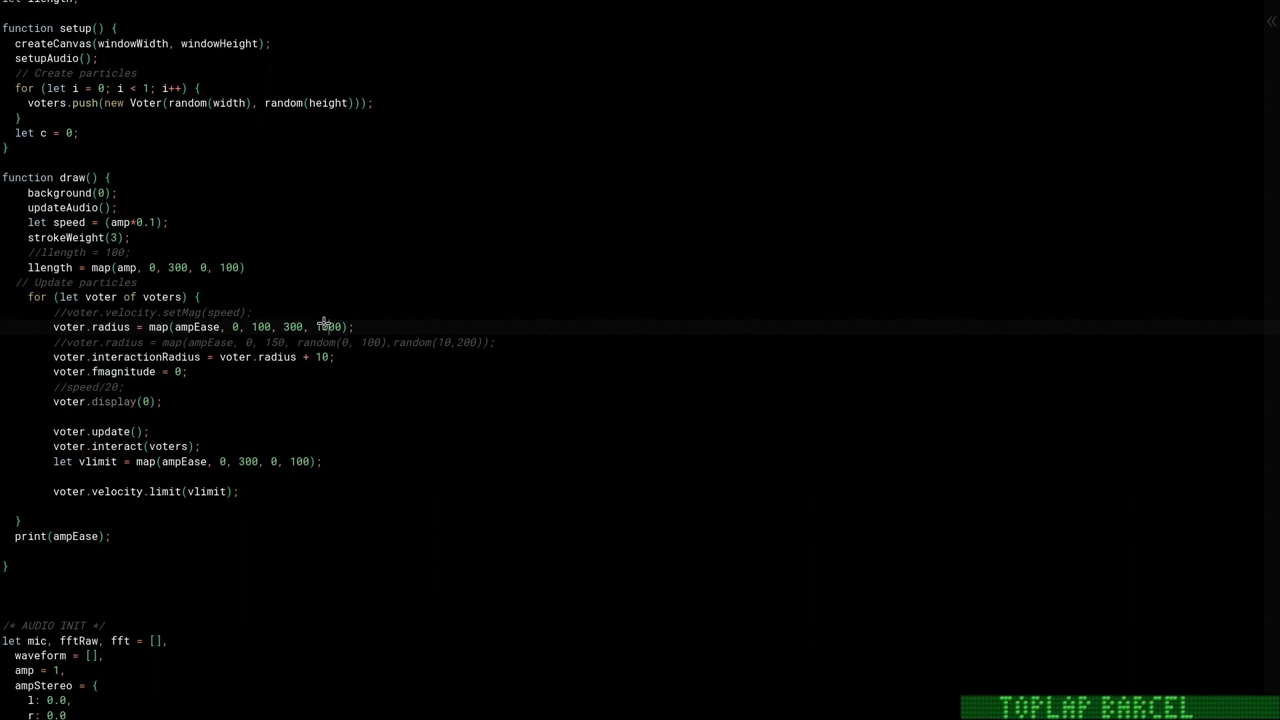 let llength;
function setup() {
createCanvas(windowWidth, windowHeight);
setupAudio();
// Create particles
for (let i = 0; i < 1; i++) {
voters.push(new Voter(random(width), random(height)));
}
let c = 0;
}
function draw() {
background(0);
updateAudio();
let speed = (amp*0.1);
strokeWeight(3);
//llength = 100;
llength = map(amp, 0, 300, 0, 100)
// Update particles
for (let voter of voters) {
//voter.velocity.setMag(speed);
voter.radius = map(ampEase, 0, 100, 300, 1000);
//voter.radius = map(ampEase, 0, 150, random(0, 100),random(10,200));
voter.interactionRadius = voter.radius + 10;
voter.fmagnitude = 0;
//speed/20;
voter.display(0);
voter.update();
voter.interact(voters);
let vlimit = map(ampEase, 0, 300, 0, 100);
voter.velocity.limit(vlimit);
}
print(ampEase);
}
/* AUDIO INIT */
let mic, fftRaw, fft = [],
waveform = [],
amp = 1,
ampStereo = {
l: 0.0,
r: 0.0
TOPLAP BARCEL